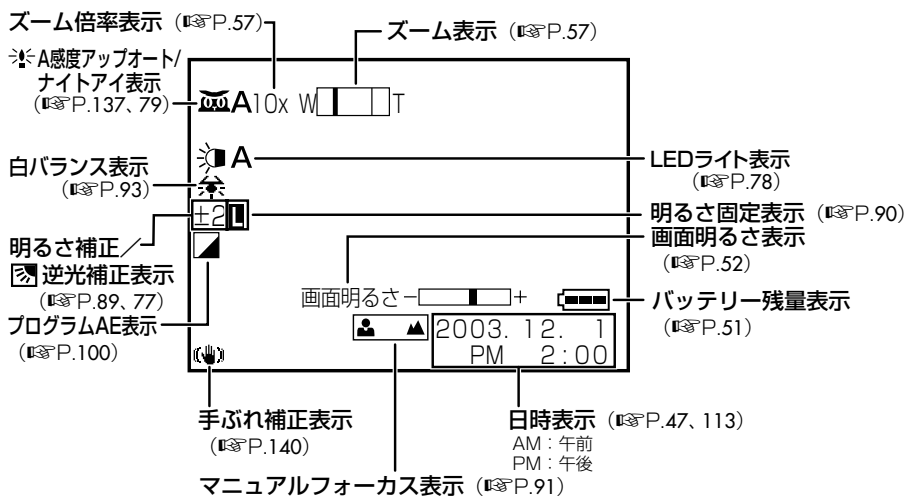 ズーム倍率表示（☞P.57）
ズーム表示（☞P.57）
A感度アップオート/
ナイトアイ表示
（☞P.137、79）
A10x W T
A
LEDライト表示
（☞P.78）
白バランス表示
（☞P.93）
±2 L
明るさ固定表示（☞P.90）
明るさ補正／
逆光補正表示
（☞P.89、77）
画面明るさ表示
（☞P.52）
画面明るさ－ ＋
バッテリー残量表示
（☞P.51）
プログラムAE表示
（☞P.100）
2003. 12. 1
PM 2:00
手ぶれ補正表示
（☞P.140）
日時表示（☞P.47、113）
AM：午前
PM：午後
マニュアルフォーカス表示（☞P.91）